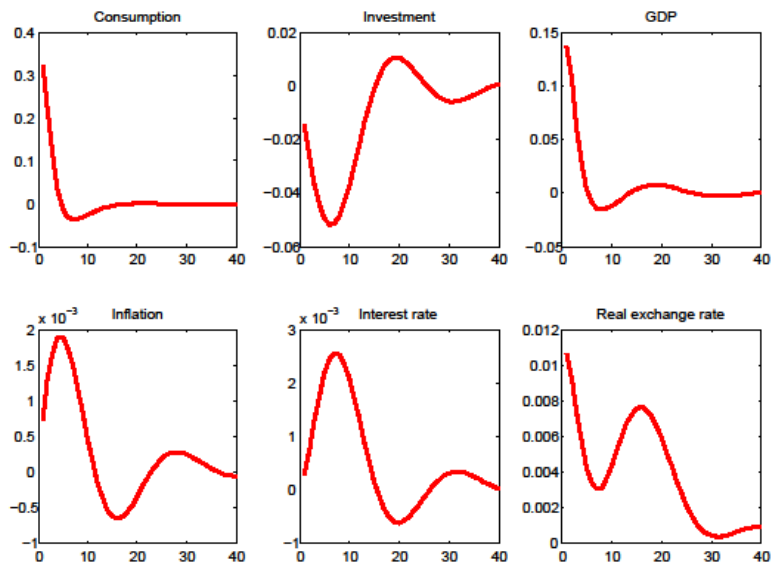 Consumption
0.4
0.3
0.2
0.1
0
−0.1
0 10 20 30 40
Investment
0.02
0
−0.02
−0.04
−0.06
0 10 20 30 40
GDP
0.15
0.1
0.05
0
−0.05
0 10 20 30 40
Inflation
x 10−3
2
1.5
1
0.5
0
−0.5
−1
0 10 20 30 40
Interest rate
x 10−3
3
2
1
0
−1
0 10 20 30 40
Real exchange rate
0.012
0.01
0.008
0.006
0.004
0.002
0
0 10 20 30 40